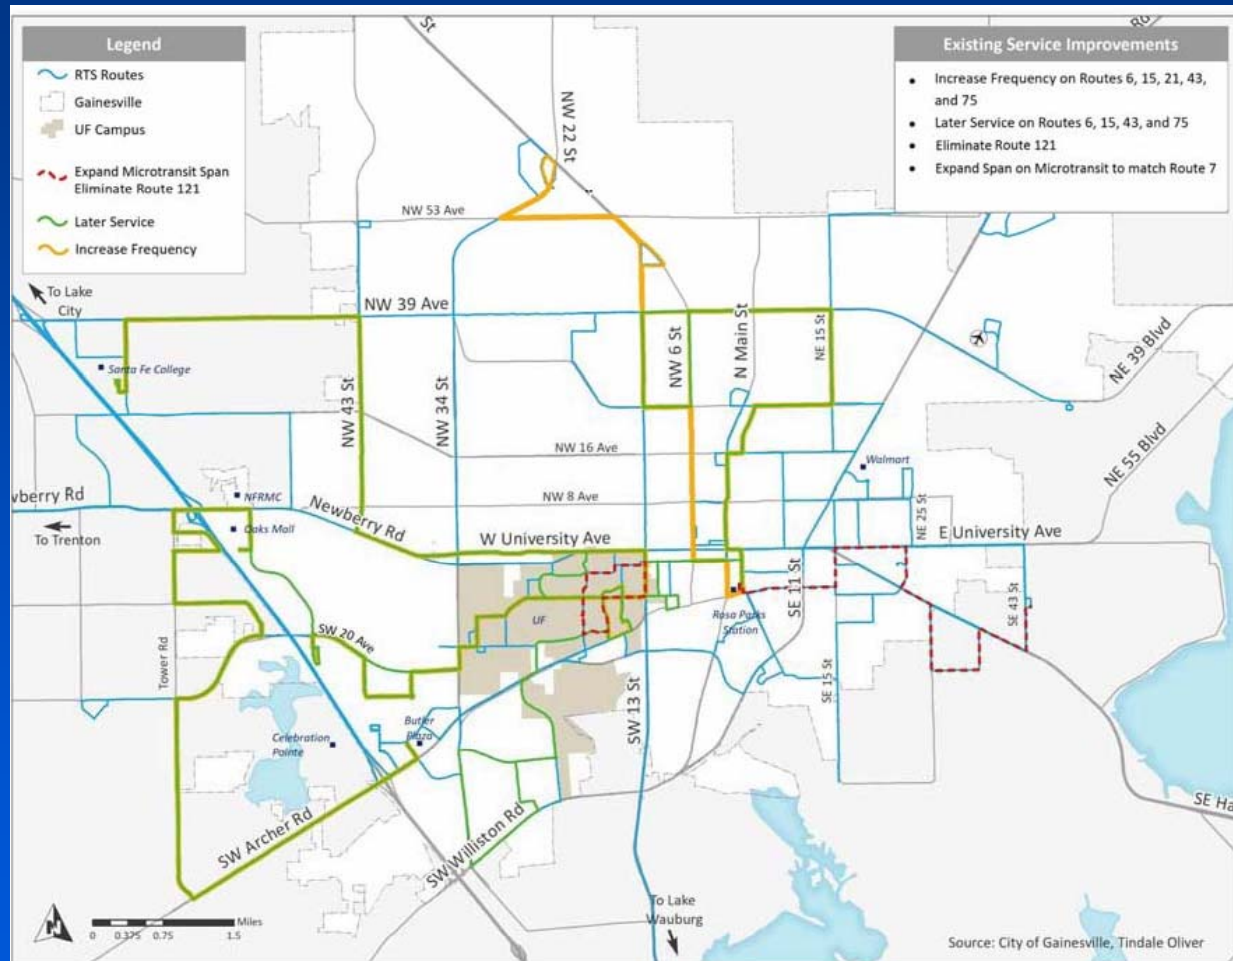 Legend
RTS Routes
Gainesville
UF Campus
Expand Microtransit Span
Eliminate Route 121
Later Service
Increase Frequency
Existing Service Improvements
• Increase Frequency on Routes 6, 15, 21, 43,
and 75
• Later Service on Routes 6, 15, 43, and 75
• Eliminate Route 121
• Expand Span on Microtransit to match Route 7
St
Rd
NW 22 St
NW 53 Ave
To Lake
City
NW 39 Ave
Santa Fe College
NW 43 St
NW 34 St
NW 6 St
N Main St
NE 15 St
NE 39 Blvd
NE 55 Blvd
NW 16 Ave
Walmart
wberry Rd
NFRMC
NW 8 Ave
NE 25 St
To Trenton
Oaks Mall
Newberry Rd
W University Ave
E University Ave
SE 11 St
SE 43 St
UF
Rosa Parks
Station
SW 20 Ave
Tower Rd
SW 13 St
SE 15 St
Butler
Plaza
Celebration
Pointe
SW Archer Rd
SW Williston Rd
SE Ha
To Lake
Wauburg
N
Miles
0 0.375 0.75 1.5
Source: City of Gainesville, Tindale Oliver